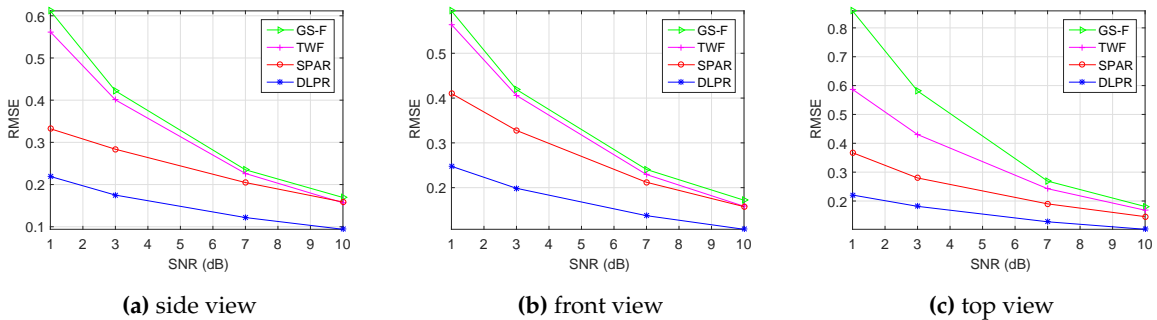 0.6
0.5
0.4
0.3
0.2
0.1
RMSE
1 2 3 4 5 6 7 8 9 10
SNR (dB)
GS-F
TWF
SPAR
DLPR
(a) side view
0.5
0.4
0.3
0.2
RMSE
1 2 3 4 5 6 7 8 9 10
SNR (dB)
GS-F
TWF
SPAR
DLPR
(b) front view
0.8
0.7
0.6
0.5
0.4
0.3
0.2
RMSE
1 2 3 4 5 6 7 8 9 10
SNR (dB)
GS-F
TWF
SPAR
DLPR
(c) top view